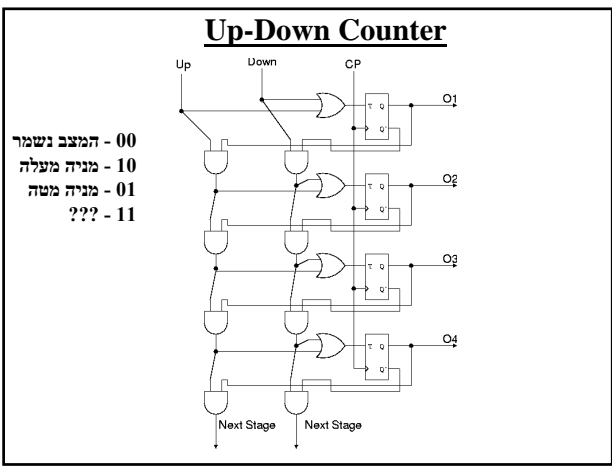 Up-Down Counter
Up Down CP
00 - המצב נשמר
10 - מניה מעלה
01 - מניה מטה
11 - ???
T Q O1
Q'
T Q O2
Q'
T Q O3
Q'
T Q O4
Q'
Next Stage Next Stage